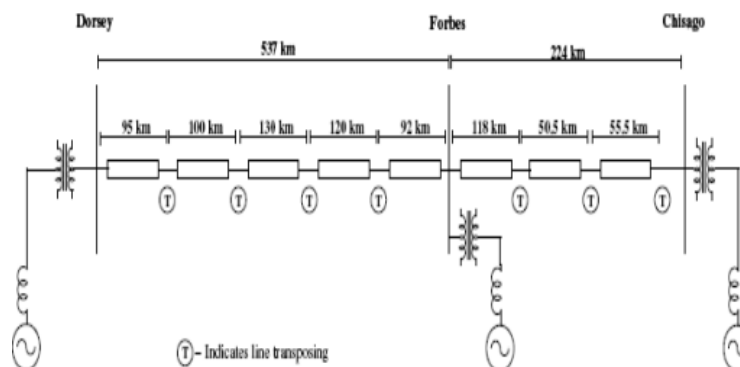 Dorsey Forbes Chisago
537 km 224 km
95 km 100 km 130 km 120 km 92 km 118 km 50.5 km 55.5 km
T T T T T T T
T – Indicates line transposing